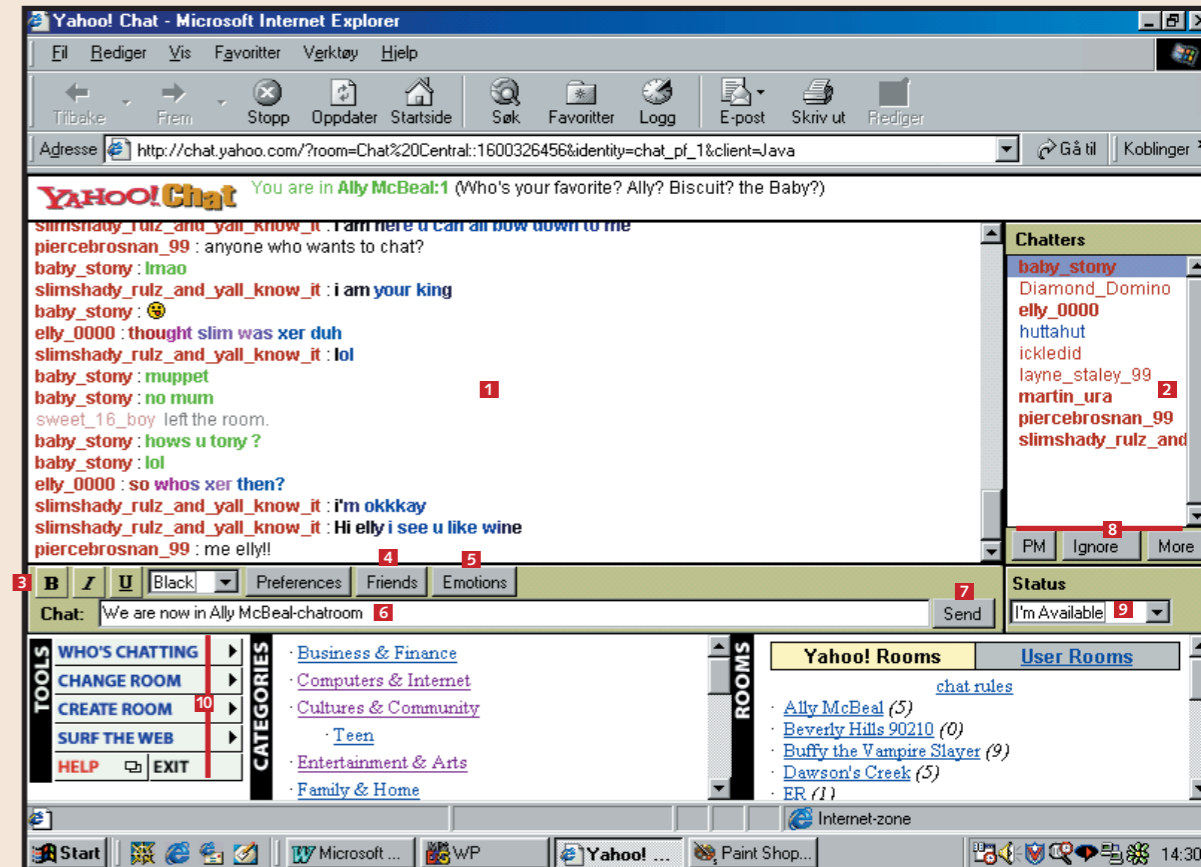 Yahoo! Chat - Microsoft Internet Explorer
Fil Rediger Vis Favoritter Verktøy Hjelp
Tilbake Frem Stopp Oppdater Startside Søk Favoritter Logg E-post Skriv ut Rediger
Adresse http://chat.yahoo.com/?room=Chat%20Central::1600326456&identity=chat_pf_1&client=Java Gå til Koblinger
YAHOO! Chat You are in Ally McBeal:1 (Who's your favorite? Ally? Biscuit? the Baby?)
slimshady_rulz_and_yall_know_it : i am here u can all bow down to me
piercebrosnan_99 : anyone who wants to chat?
baby_stony : lmao
slimshady_rulz_and_yall_know_it : i am your king
baby_stony :
elly_0000 : thought slim was xer duh
slimshady_rulz_and_yall_know_it : lol
baby_stony : muppet
baby_stony : no mum
sweet_16_boy left the room.
baby_stony : hows u tony ?
baby_stony : lol
elly_0000 : so whos xer then?
slimshady_rulz_and_yall_know_it : i'm okkkay
slimshady_rulz_and_yall_know_it : Hi elly i see u like wine
piercebrosnan_99 : me elly!!
1
Chatters
baby_stony
Diamond_Domino
elly_0000
huttahut
ickledid
layne_staley_99
martin_ura
piercebrosnan_99
slimshady_rulz_and
2
8
PM Ignore More
4 5
3 B I U Black Preferences Friends Emotions
7
Chat: We are now in Ally McBeal-chatroom 6 Send
Status
I'm Available 9
TOOLS
WHO'S CHATTING
CHANGE ROOM
CREATE ROOM
SURF THE WEB
HELP EXIT
10
CATEGORIES
· Business & Finance
· Computers & Internet
· Cultures & Community
· Teen
· Entertainment & Arts
· Family & Home
ROOMS
Yahoo! Rooms User Rooms
chat rules
· Ally McBeal (5)
· Beverly Hills 90210 (0)
· Buffy the Vampire Slayer (9)
· Dawson's Creek (5)
· ER (1)
Internet-zone
Start Microsoft ... WP Yahoo! ... Paint Shop... 14:30